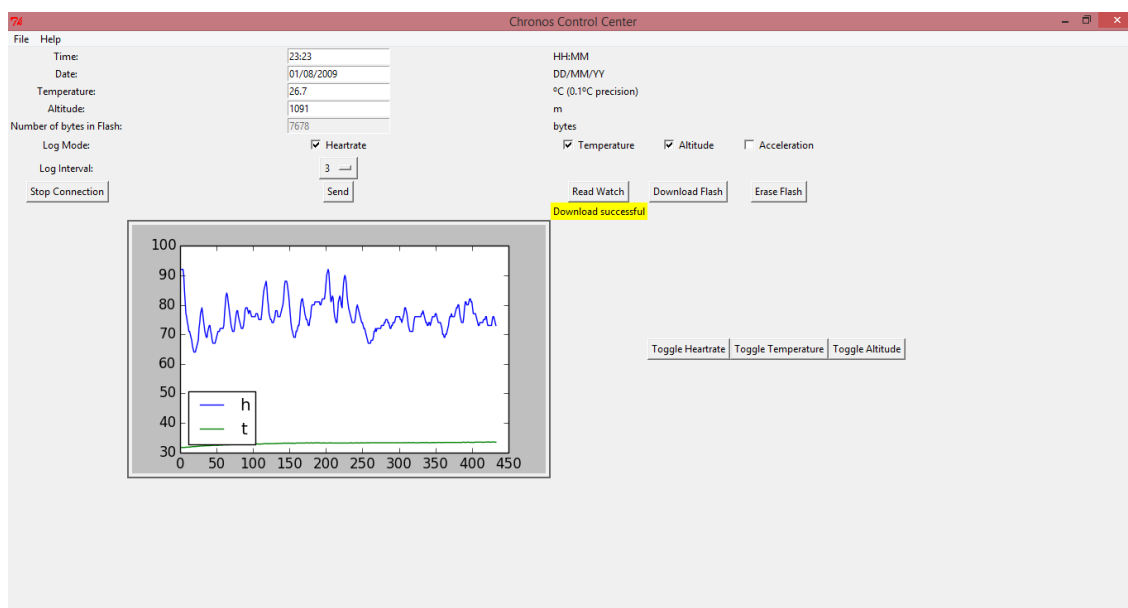 Chronos Control Center
File Help
Time: 23:23 HH:MM
Date: 01/08/2009 DD/MM/YY
Temperature: 26.7 ºC (0.1ºC precision)
Altitude: 1091 m
Number of bytes in Flash: 7678 bytes
Log Mode: Heartrate Temperature Altitude Acceleration
Log Interval: 3
Stop Connection Send Read Watch Download Flash Erase Flash
Download successful
100
90
80
70
60
50
40
30
h
t
0 50 100 150 200 250 300 350 400 450
Toggle Heartrate Toggle Temperature Toggle Altitude